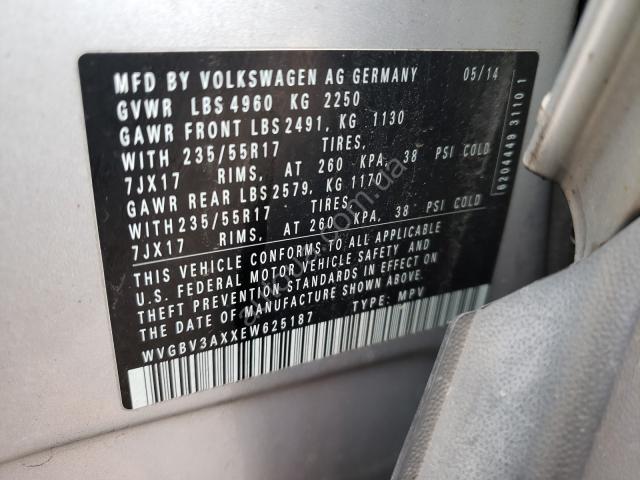 MFD BY VOLKSWAGEN AG GERMANY 05/14
GVWR LBS 4960 KG 2250
GAWR FRONT LBS 2491, KG 1130
WITH 235/55R17 TIRES,
7JX17 RIMS, AT 260 KPA, 38 PSI COLD
GAWR REAR LBS 2579, KG 1170
WITH 235/55R17 TIRES,
7JX17 RIMS, AT 260 KPA, 38 PSI COLD
THIS VEHICLE CONFORMS TO ALL APPLICABLE
U.S. FEDERAL MOTOR VEHICLE SAFETY AND
THEFT PREVENTION STANDARDS IN EFFECT ON
THE DATE OF MANUFACTURE SHOWN ABOVE.
WVGBV3AXXEW625187 TYPE: MPV
6204449 3110 1